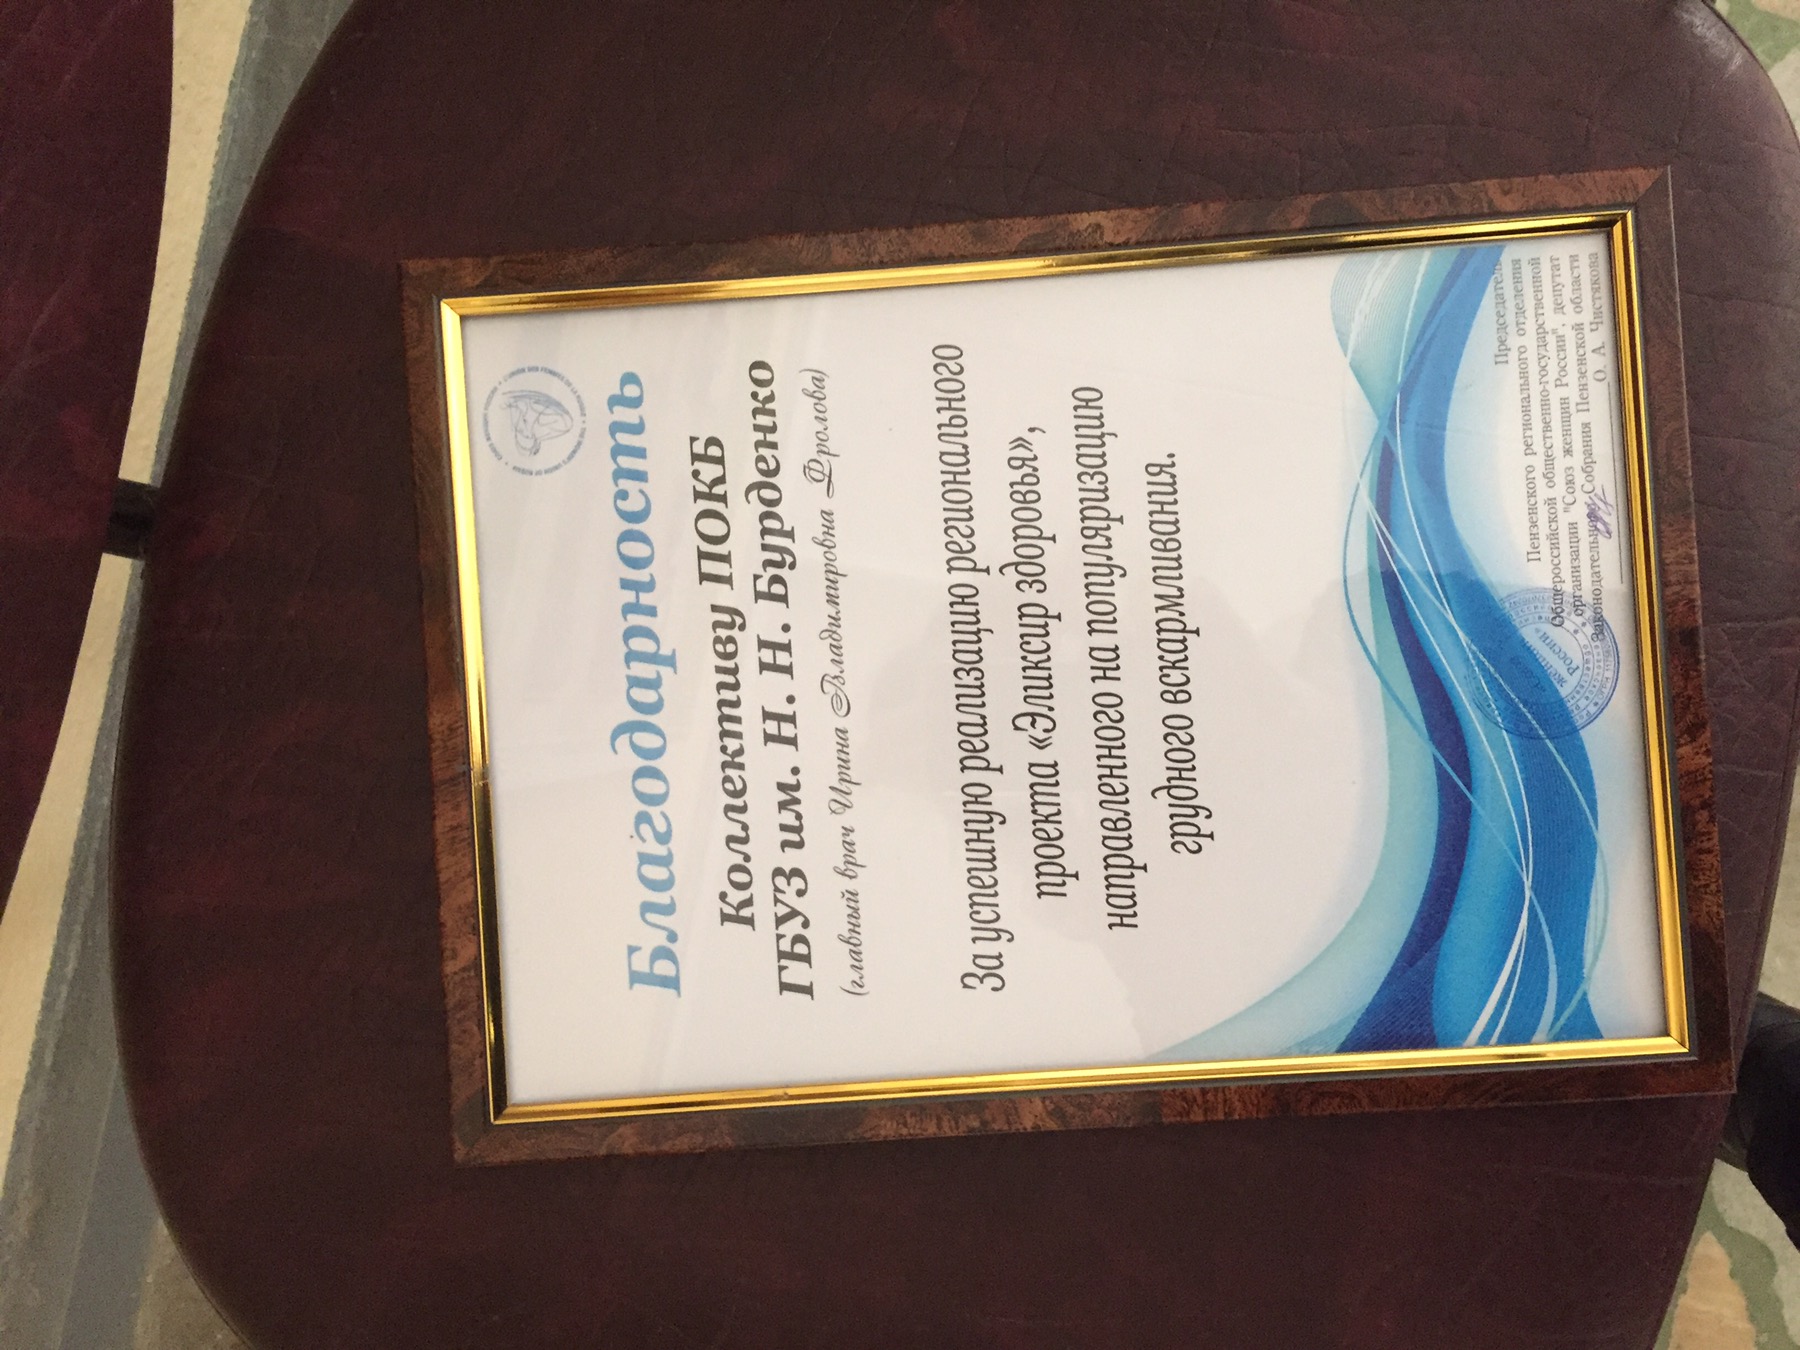 Благодарность
Коллективу ПОКБ
ГБУЗ им. Н. Н. Бурденко
(главный врач Ирина Владимировна Фролова)
За успешную реализацию регионального
проекта «Эликсир здоровья»,
направленного на популяризацию
грудного вскармливания.
Председатель
Пензенского регионального отделения
Общероссийской общественно-государственной
организации "Союз женщин России", депутат
Законодательного Собрания Пензенской области
О. А. Чистякова
России»